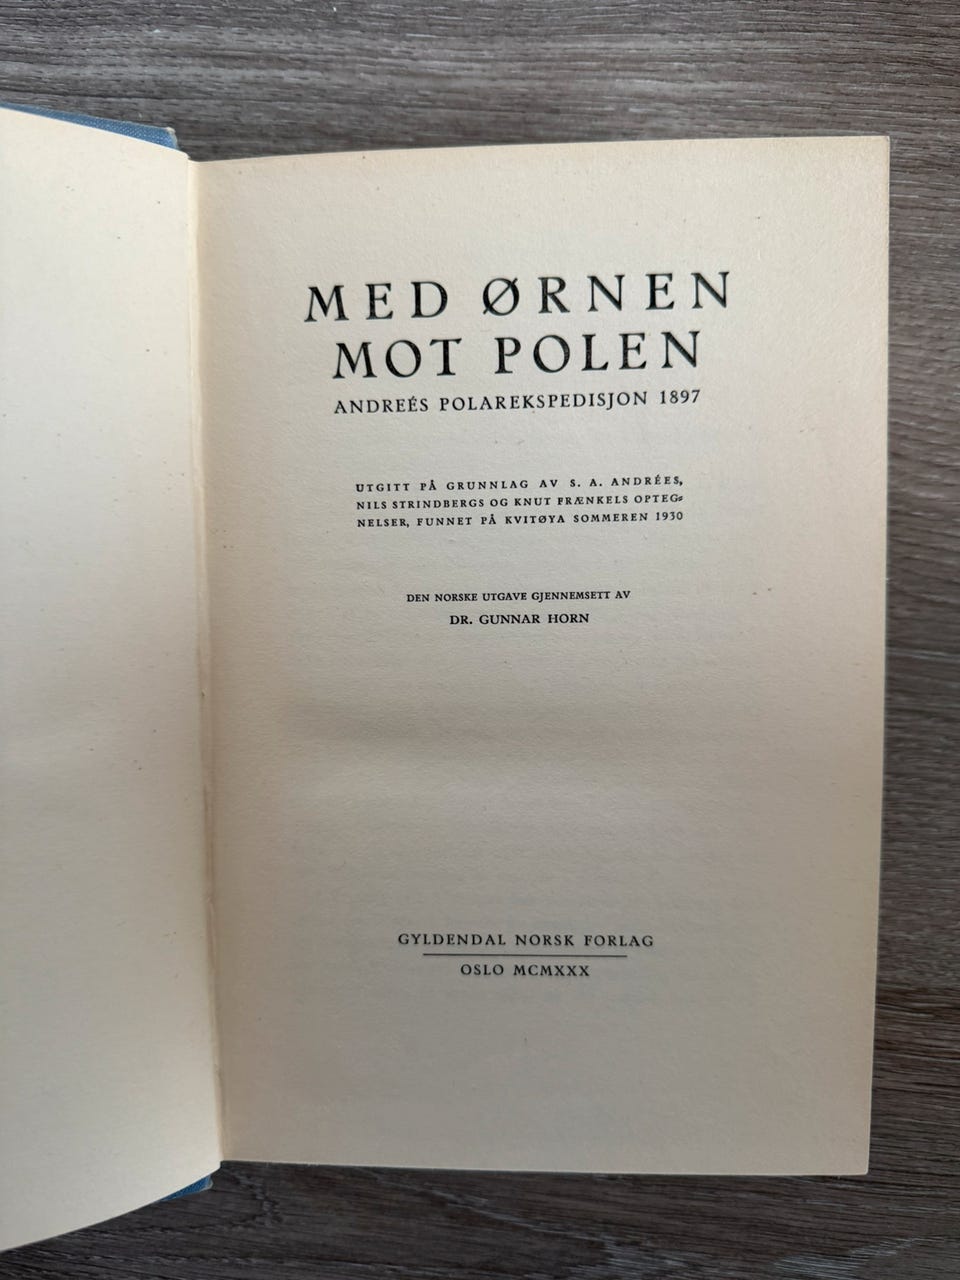 MED ØRNEN
MOT POLEN
ANDREÉS POLAREKSPEDISJON 1897
UTGITT PÅ GRUNNLAG AV S. A. ANDRÉES,
NILS STRINDBERGS OG KNUT FRÆNKELS OPTEG-
NELSER, FUNNET PÅ KVITØYA SOMMEREN 1930
DEN NORSKE UTGAVE GJENNEMSETT AV
DR. GUNNAR HORN
GYLDENDAL NORSK FORLAG
OSLO MCMXXX